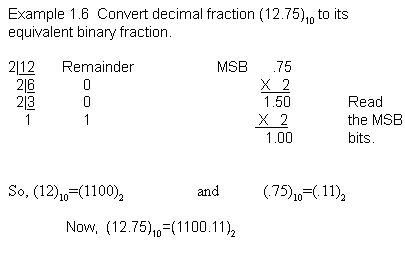 Example 1.6 Convert decimal fraction (12.75)₁₀ to its
equivalent binary fraction.
2|12 Remainder MSB .75
2|6 0 X 2
2|3 0 1.50 Read
1 1 X 2 the MSB
1.00 bits.
So, (12)₁₀=(1100)₂ and (.75)₁₀=(.11)₂
Now, (12.75)₁₀=(1100.11)₂